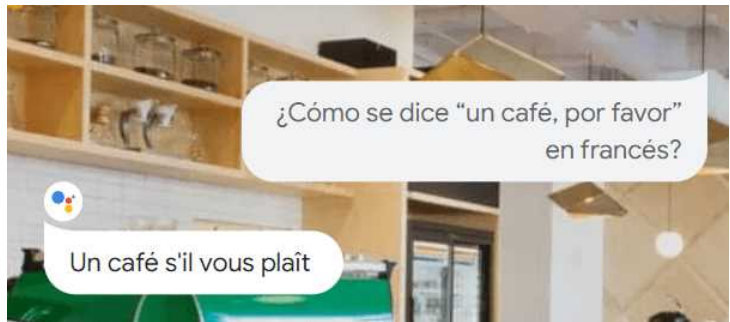 ¿Cómo se dice “un café, por favor”
en francés?
Un café s'il vous plaît